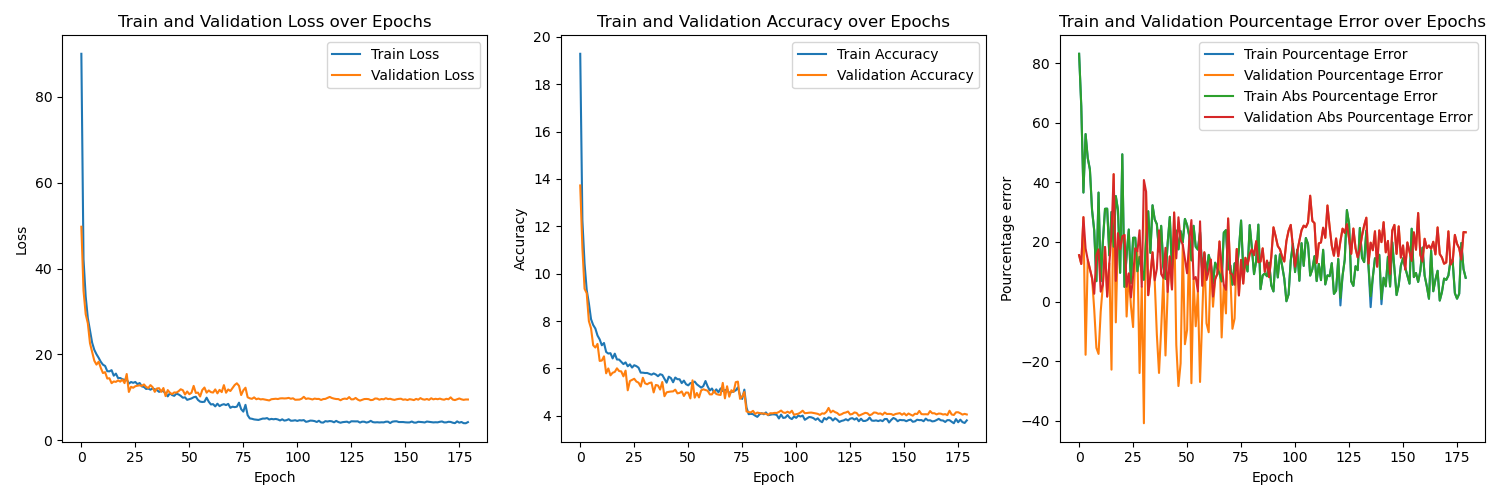 Train and Validation Loss over Epochs
Train Loss
Validation Loss
80
60
40
20
0
Loss
0
25
50
75
100
125
150
175
Epoch
Train and Validation Accuracy over Epochs
Train Accuracy
Validation Accuracy
20
18
16
14
12
10
8
6
4
Accuracy
0
25
50
75
100
125
150
175
Epoch
Train and Validation Pourcentage Error over Epochs
Train Pourcentage Error
Validation Pourcentage Error
Train Abs Pourcentage Error
Validation Abs Pourcentage Error
80
60
40
20
0
−20
−40
Pourcentage error
0
25
50
75
100
125
150
175
Epoch